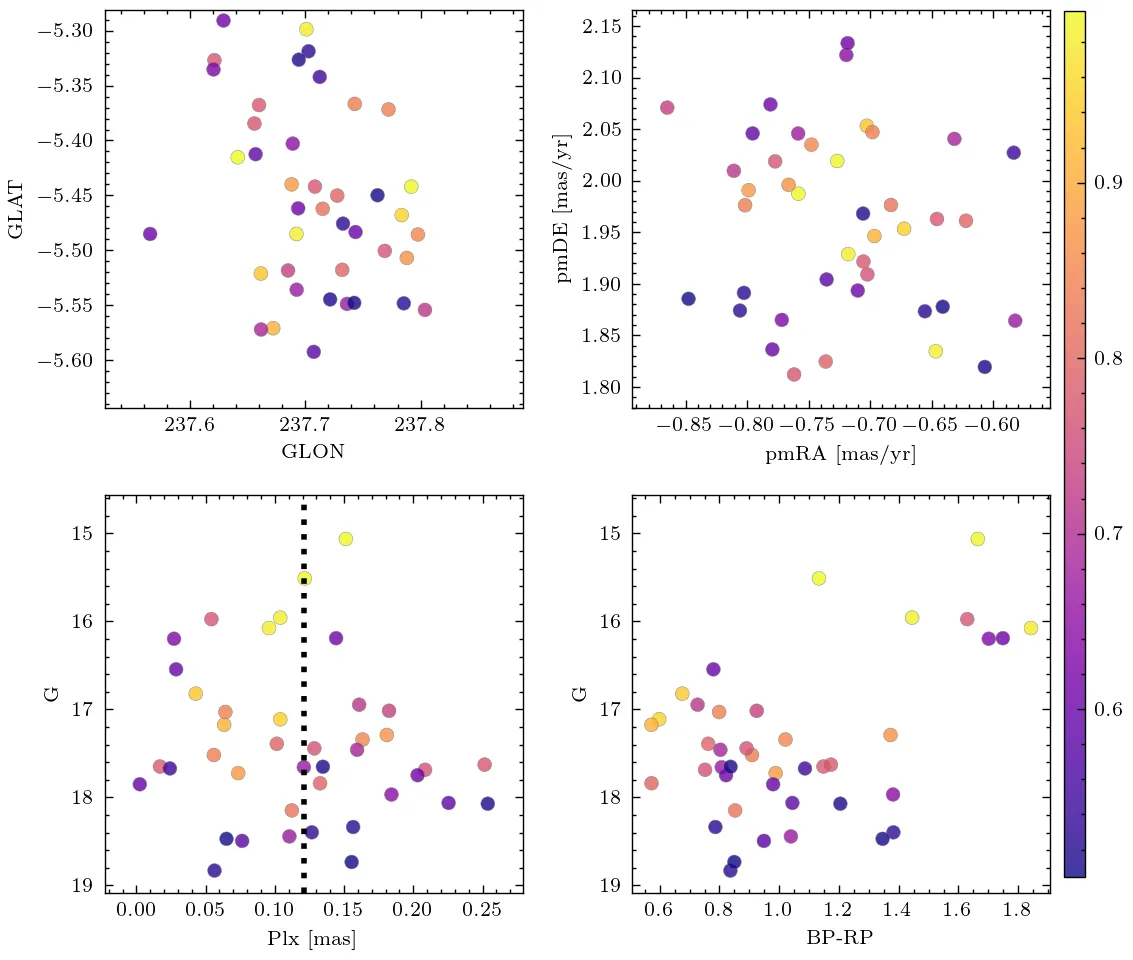 −5.30
−5.35
−5.40
−5.45
−5.50
−5.55
−5.60
GLAT
237.6 237.7 237.8
GLON
2.15
2.10
2.05
2.00
1.95
1.90
1.85
1.80
pmDE [mas/yr]
−0.85 −0.80 −0.75 −0.70 −0.65 −0.60
pmRA [mas/yr]
0.9
0.8
0.7
0.6
15
16
17
18
19
G
0.00 0.05 0.10 0.15 0.20 0.25
Plx [mas]
15
16
17
18
19
G
0.6 0.8 1.0 1.2 1.4 1.6 1.8
BP-RP